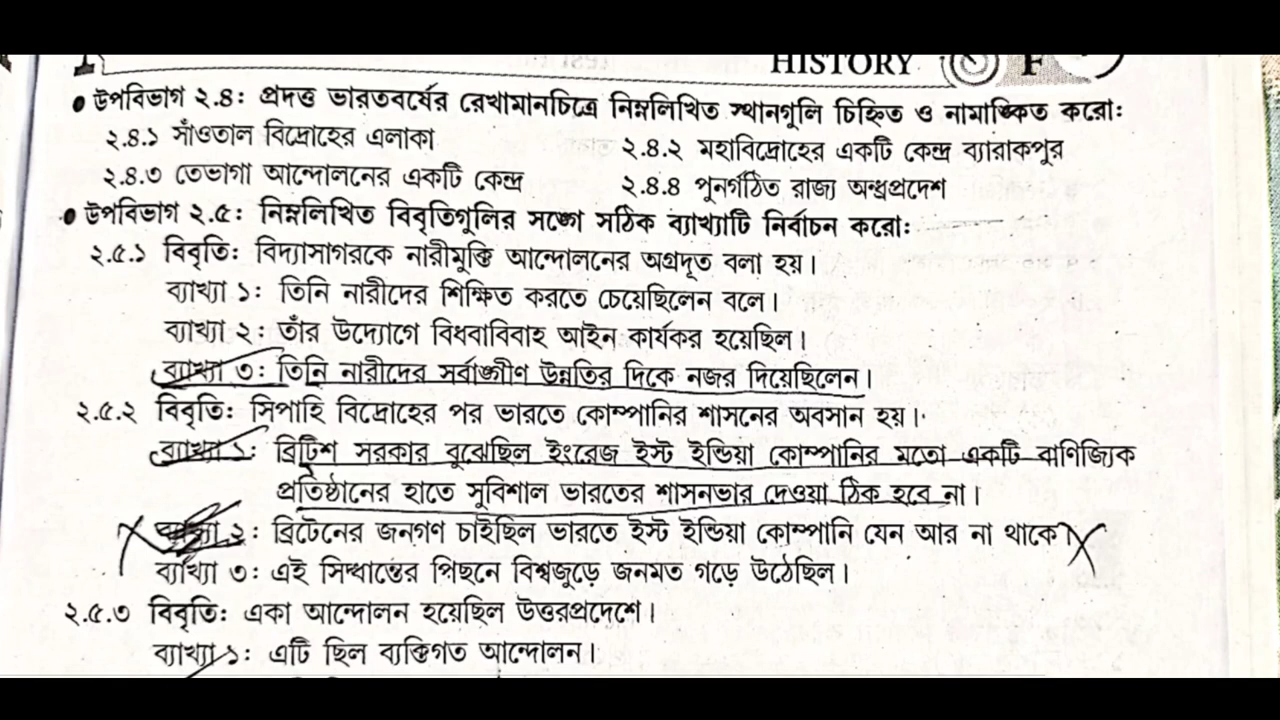 HISTORY
• উপবিভাগ ২.৪: প্রদত্ত ভারতবর্ষের রেখামানচিত্রে নিম্নলিখিত স্থানগুলি চিহ্নিত ও নামাঙ্কিত করো:
২.৪.১ সাঁওতাল বিদ্রোহের এলাকা ২.৪.২ মহাবিদ্রোহের একটি কেন্দ্র ব্যারাকপুর
২.৪.৩ তেভাগা আন্দোলনের একটি কেন্দ্র ২.৪.৪ পুনর্গঠিত রাজ্য অন্ধ্রপ্রদেশ
• উপবিভাগ ২.৫: নিম্নলিখিত বিবৃতিগুলির সঙ্গে সঠিক ব্যাখ্যাটি নির্বাচন করো:
২.৫.১ বিবৃতি: বিদ্যাসাগরকে নারীমুক্তি আন্দোলনের অগ্রদূত বলা হয়।
ব্যাখ্যা ১: তিনি নারীদের শিক্ষিত করতে চেয়েছিলেন বলে।
ব্যাখ্যা ২: তাঁর উদ্যোগে বিধবাবিবাহ আইন কার্যকর হয়েছিল।
ব্যাখ্যা ৩: তিনি নারীদের সর্বাঙ্গীণ উন্নতির দিকে নজর দিয়েছিলেন।
২.৫.২ বিবৃতি: সিপাহি বিদ্রোহের পর ভারতে কোম্পানির শাসনের অবসান হয়।
ব্যাখ্যা ১: ব্রিটিশ সরকার বুঝেছিল ইংরেজ ইস্ট ইন্ডিয়া কোম্পানির মতো একটি বাণিজ্যিক
প্রতিষ্ঠানের হাতে সুবিশাল ভারতের শাসনভার দেওয়া ঠিক হবে না।
ব্যাখ্যা ২: ব্রিটেনের জনগণ চাইছিল ভারতে ইস্ট ইন্ডিয়া কোম্পানি যেন আর না থাকে
ব্যাখ্যা ৩: এই সিদ্ধান্তের পিছনে বিশ্বজুড়ে জনমত গড়ে উঠেছিল।
২.৫.৩ বিবৃতি: একা আন্দোলন হয়েছিল উত্তরপ্রদেশে।
ব্যাখ্যা ১: এটি ছিল ব্যক্তিগত আন্দোলন।